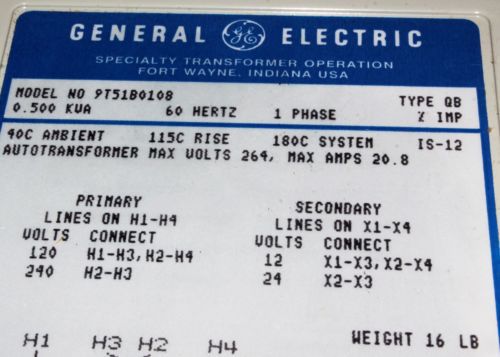 GENERAL GE ELECTRIC
SPECIALTY TRANSFORMER OPERATION
FORT WAYNE, INDIANA USA
MODEL NO 9T51B0108 TYPE QB
0.500 KVA 60 HERTZ 1 PHASE % IMP
40C AMBIENT 115C RISE 180C SYSTEM IS-12
AUTOTRANSFORMER MAX VOLTS 264, MAX AMPS 20.8
PRIMARY
LINES ON H1-H4
VOLTS CONNECT
120 H1-H3,H2-H4
240 H2-H3
SECONDARY
LINES ON X1-X4
VOLTS CONNECT
12 X1-X3,X2-X4
24 X2-X3
H1 H3 H2 H4
WEIGHT 16 LB